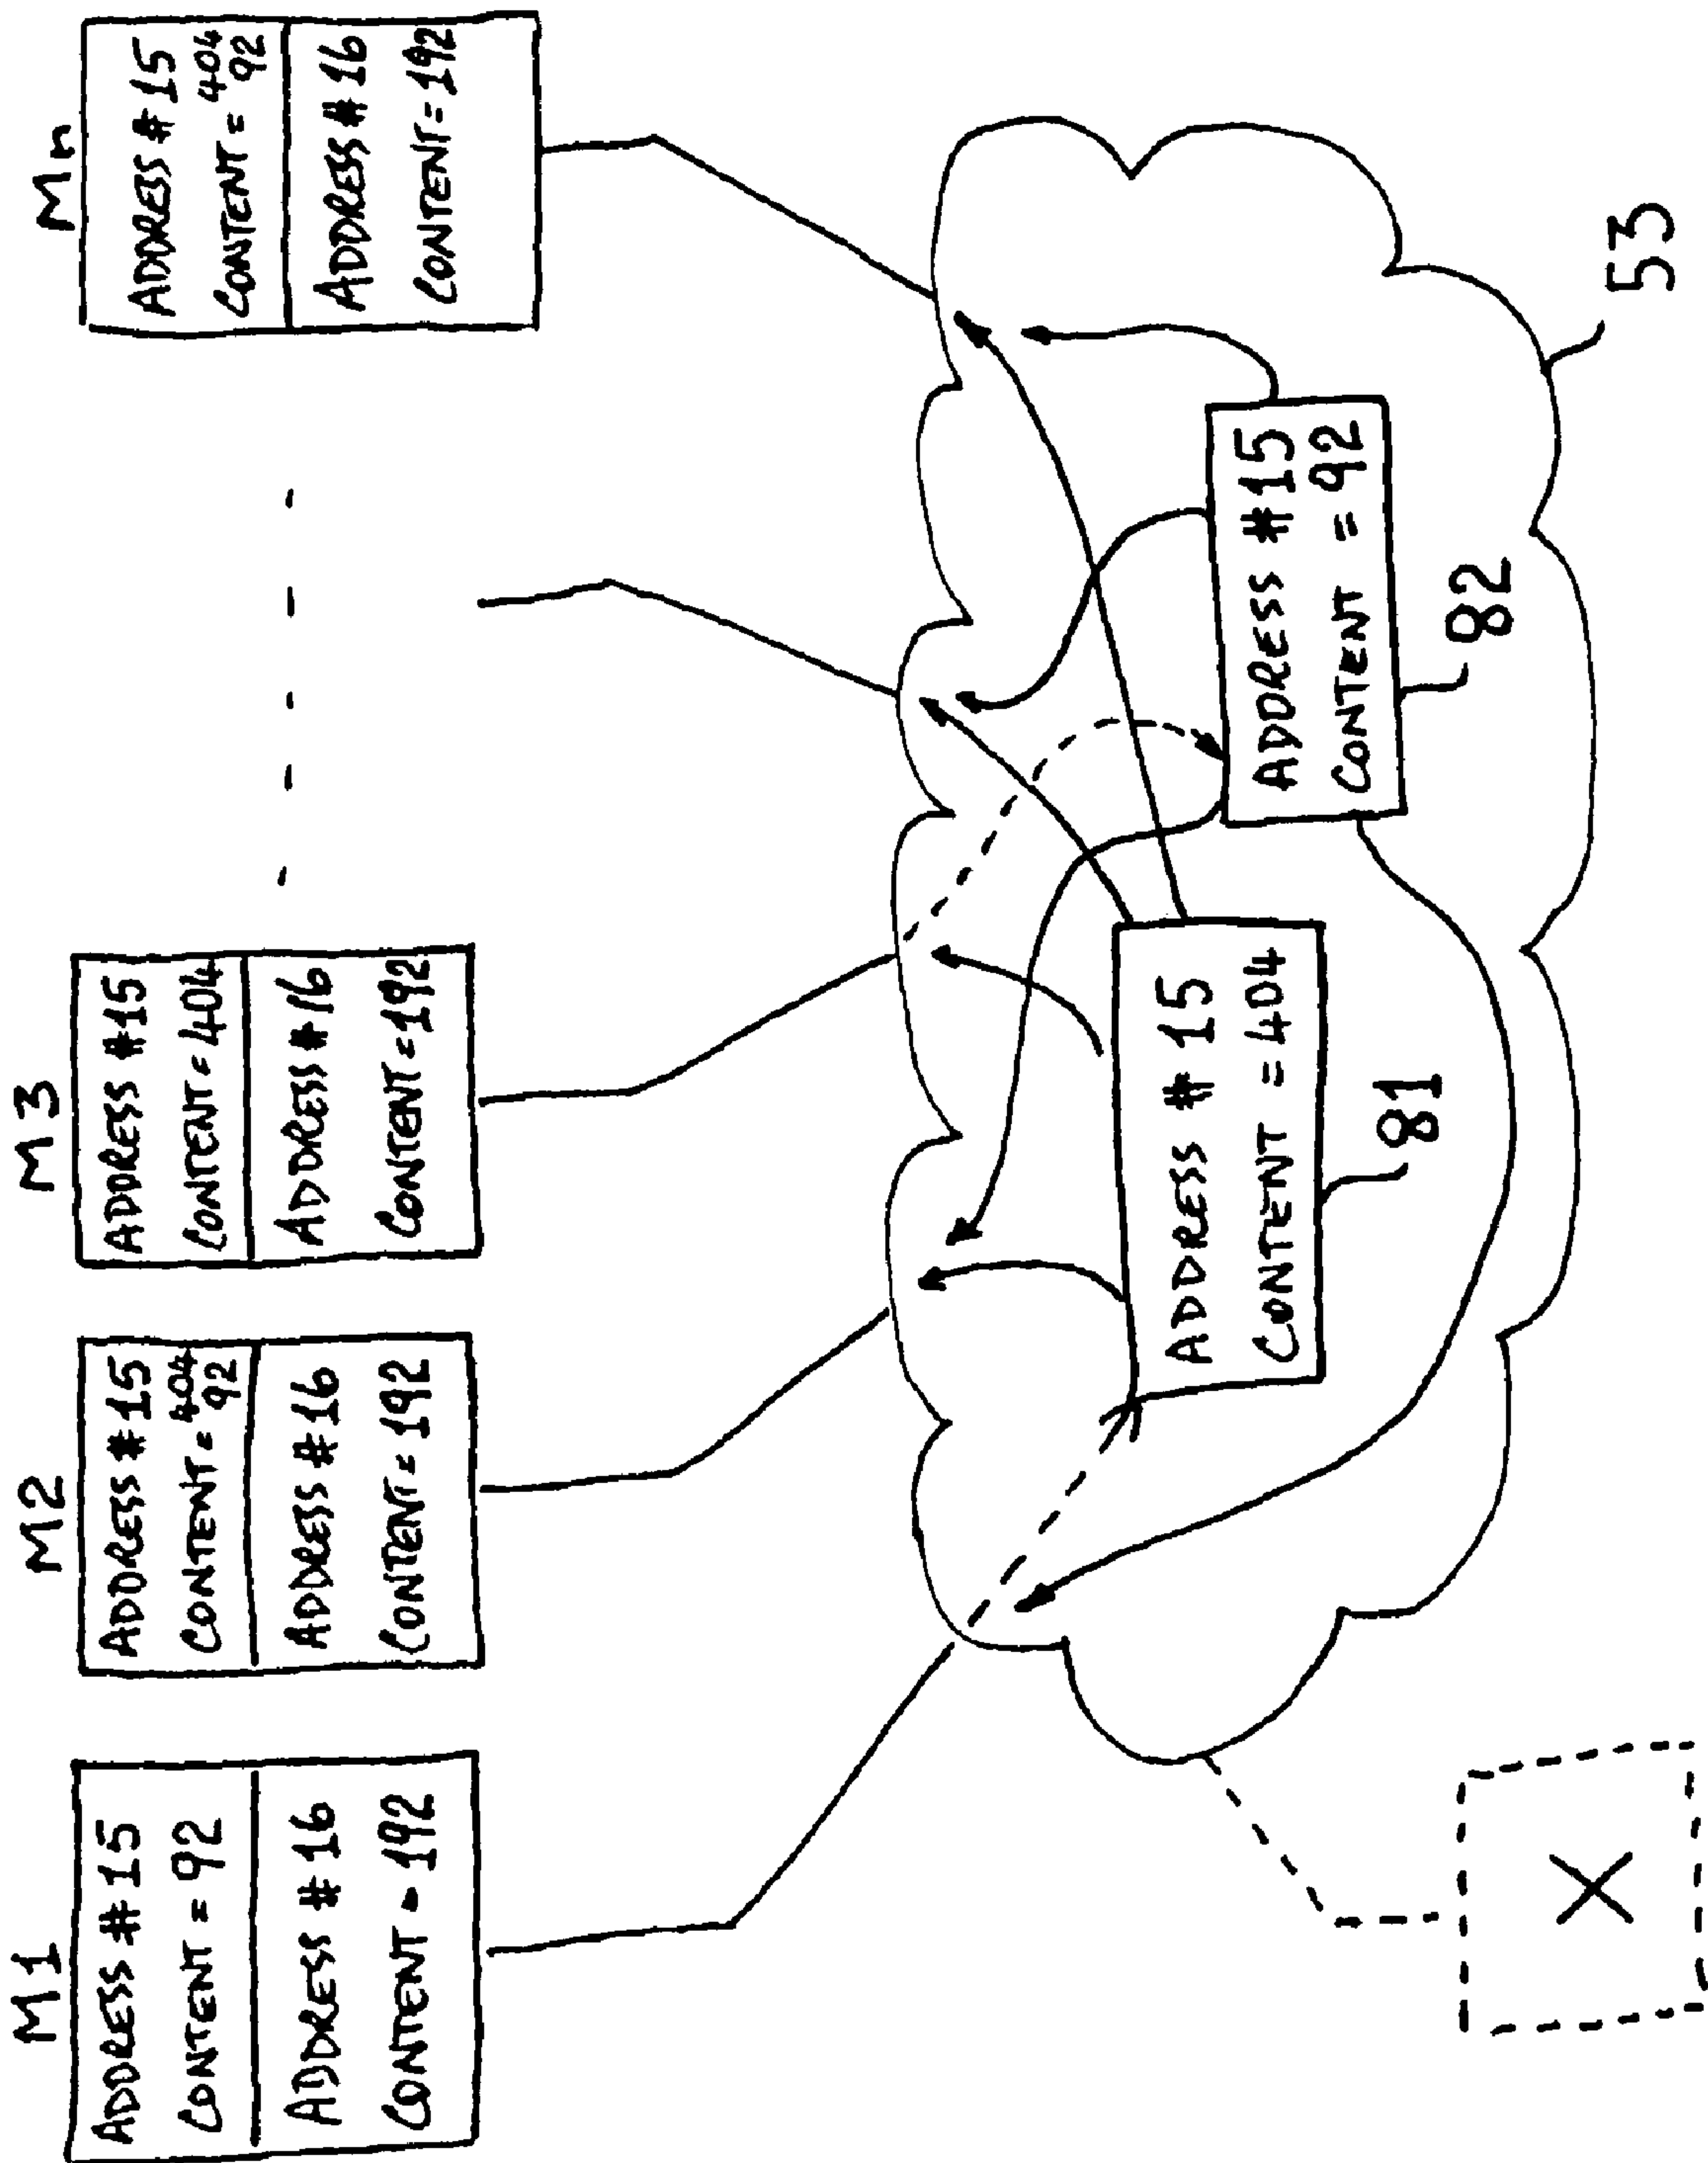 M1
ADDRESS #15
CONTENT = 92
ADDRESS #16
CONTENT = 192
M2
ADDRESS #15
CONTENT = 404
92
ADDRESS #16
CONTENT = 192
M3
ADDRESS #15
CONTENT = 404
ADDRESS #16
CONTENT = 192
Mn
ADDRESS #15
CONTENT = 404
92
ADDRESS #16
CONTENT = 192
ADDRESS #15
CONTENT = 404
81
ADDRESS #15
CONTENT = 92
82
53
X